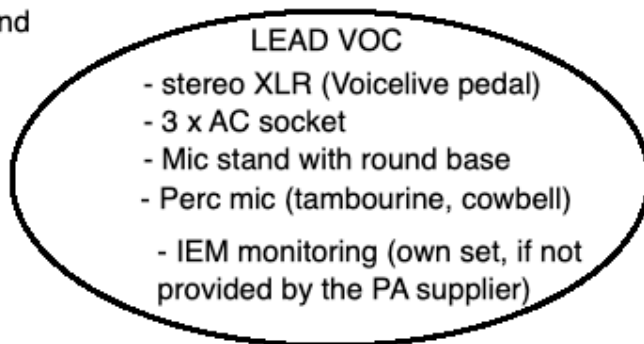 nd
LEAD VOC
- stereo XLR (Voicelive pedal)
- 3 x AC socket
- Mic stand with round base
- Perc mic (tambourine, cowbell)
- IEM monitoring (own set, if not
provided by the PA supplier)